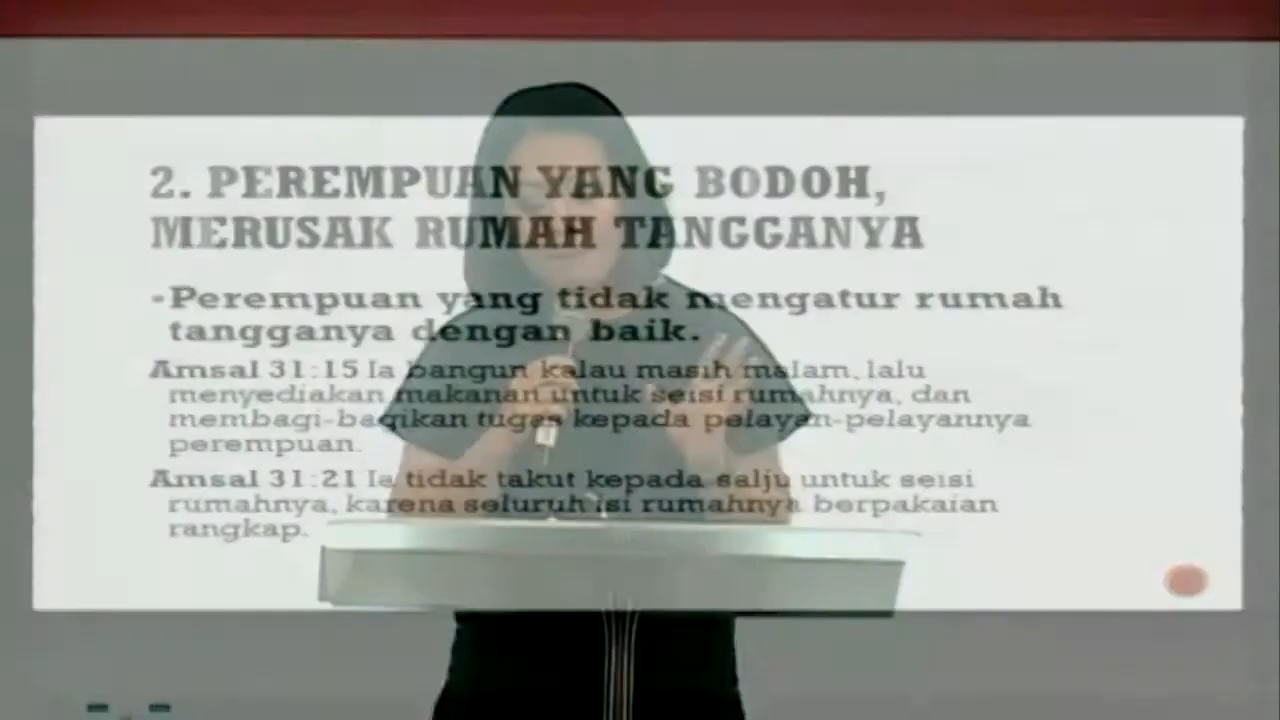 2. PEREMPUAN YANG BODOH,
MERUSAK RUMAH TANGGANYA
▪Perempuan yang tidak mengatur rumah
tangganya dengan baik.
Amsal 31:15 Ia bangun kalau masih malam, lalu
menyediakan makanan untuk seisi rumahnya, dan
membagi-bagikan tugas kepada pelayan-pelayannya
perempuan.
Amsal 31:21 Ia tidak takut kepada salju untuk seisi
rumahnya, karena seluruh isi rumahnya berpakaian
rangkap.